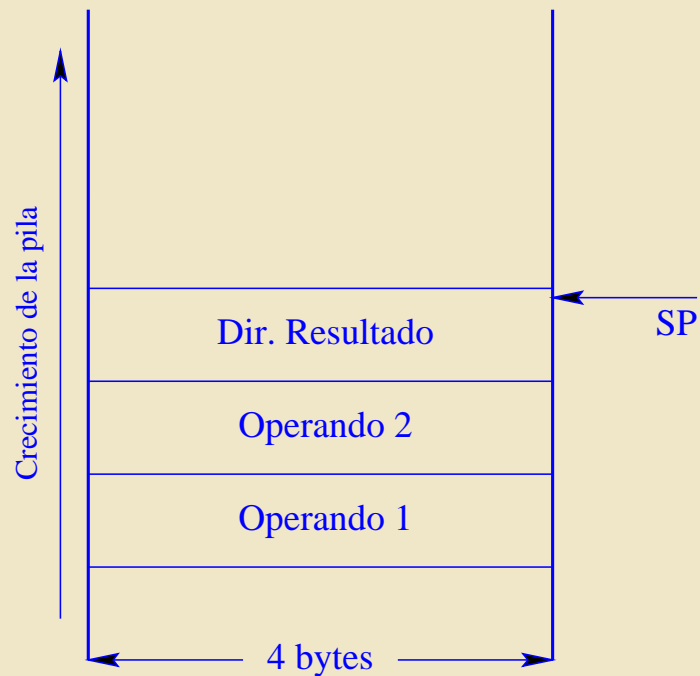 Crecimiento de la pila
Dir. Resultado
SP
Operando 2
Operando 1
4 bytes